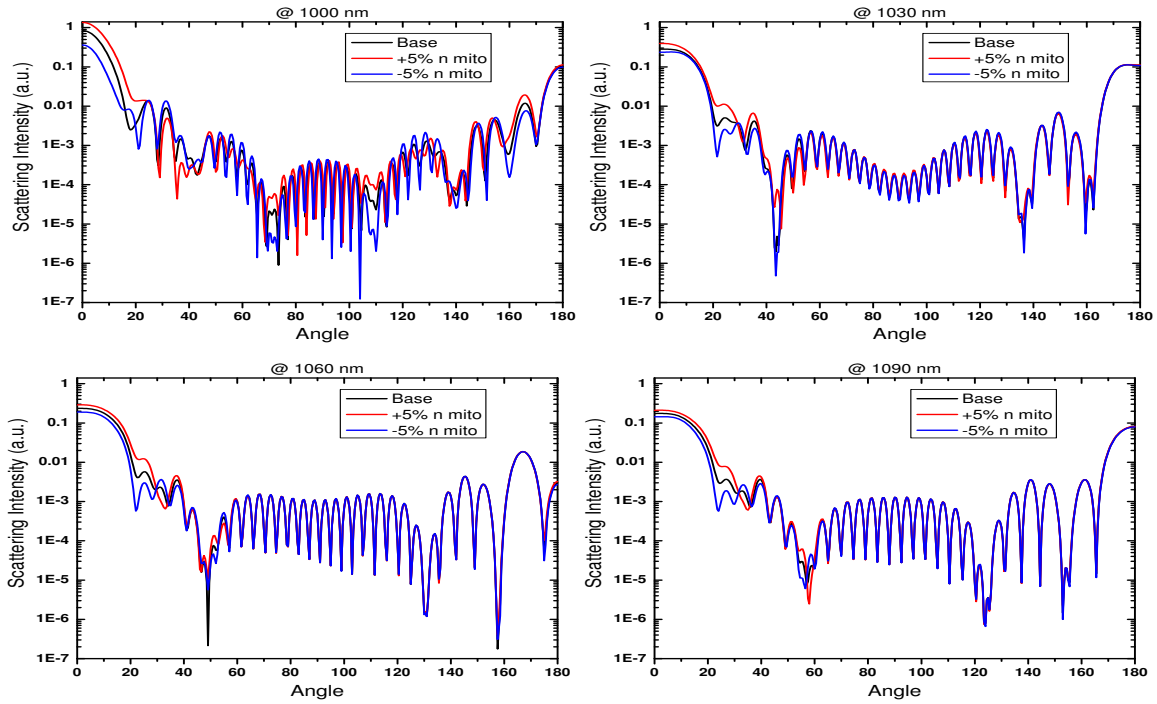 @ 1000 nm
Scattering Intensity (a.u.)
1
0.1
0.01
1E-3
1E-4
1E-5
1E-6
1E-7
Base
+5% n mito
-5% n mito
0 20 40 60 80 100 120 140 160 180
Angle
@ 1030 nm
Scattering Intensity (a.u.)
1
0.1
0.01
1E-3
1E-4
1E-5
1E-6
1E-7
Base
+5% n mito
-5% n mito
0 20 40 60 80 100 120 140 160 180
Angle
@ 1060 nm
Scattering Intensity (a.u.)
1
0.1
0.01
1E-3
1E-4
1E-5
1E-6
1E-7
Base
+5% n mito
-5% n mito
0 20 40 60 80 100 120 140 160 180
Angle
@ 1090 nm
Scattering Intensity (a.u.)
1
0.1
0.01
1E-3
1E-4
1E-5
1E-6
1E-7
Base
+5% n mito
-5% n mito
0 20 40 60 80 100 120 140 160 180
Angle